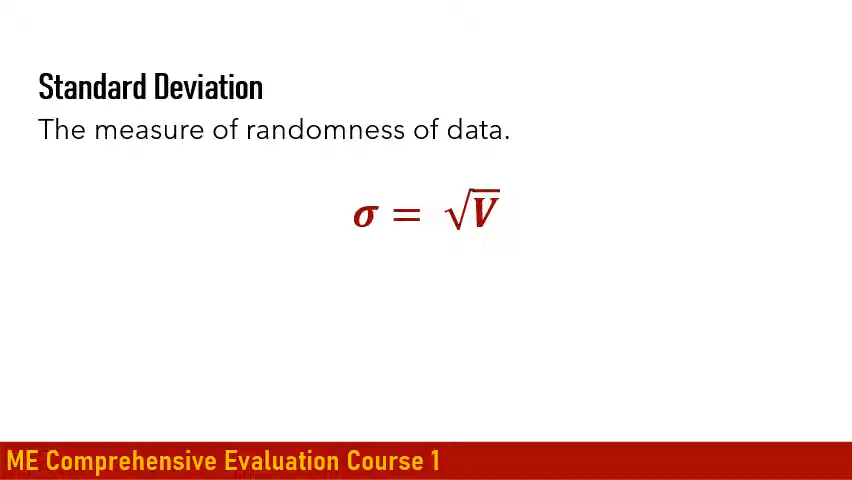 Standard Deviation
The measure of randomness of data.
σ = √V
ME Comprehensive Evaluation Course 1